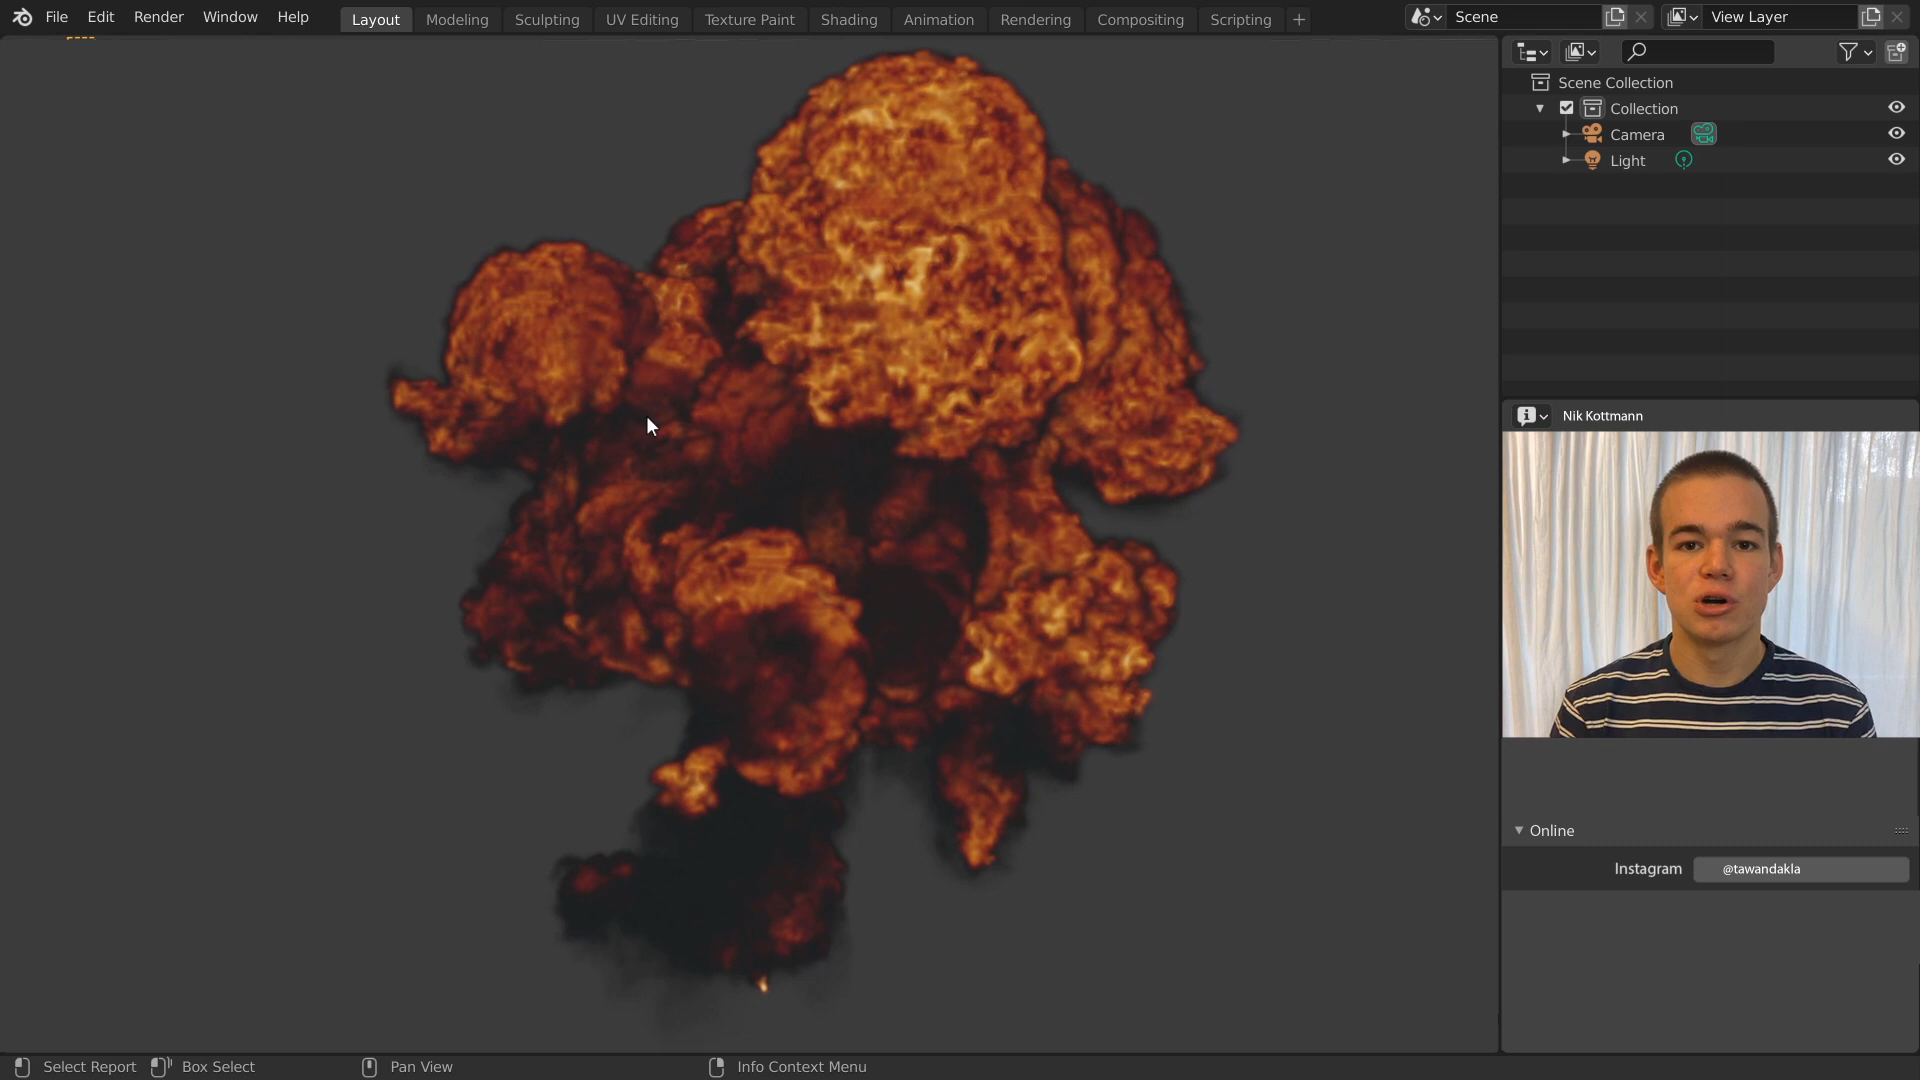 File Edit Render Window Help Layout Modeling Sculpting UV Editing Texture Paint Shading Animation Rendering Compositing Scripting + Scene View Layer
Scene Collection
Collection
Camera
Light
Nik Kottmann
Online
Instagram @tawandakla
Select Report Box Select Pan View Info Context Menu